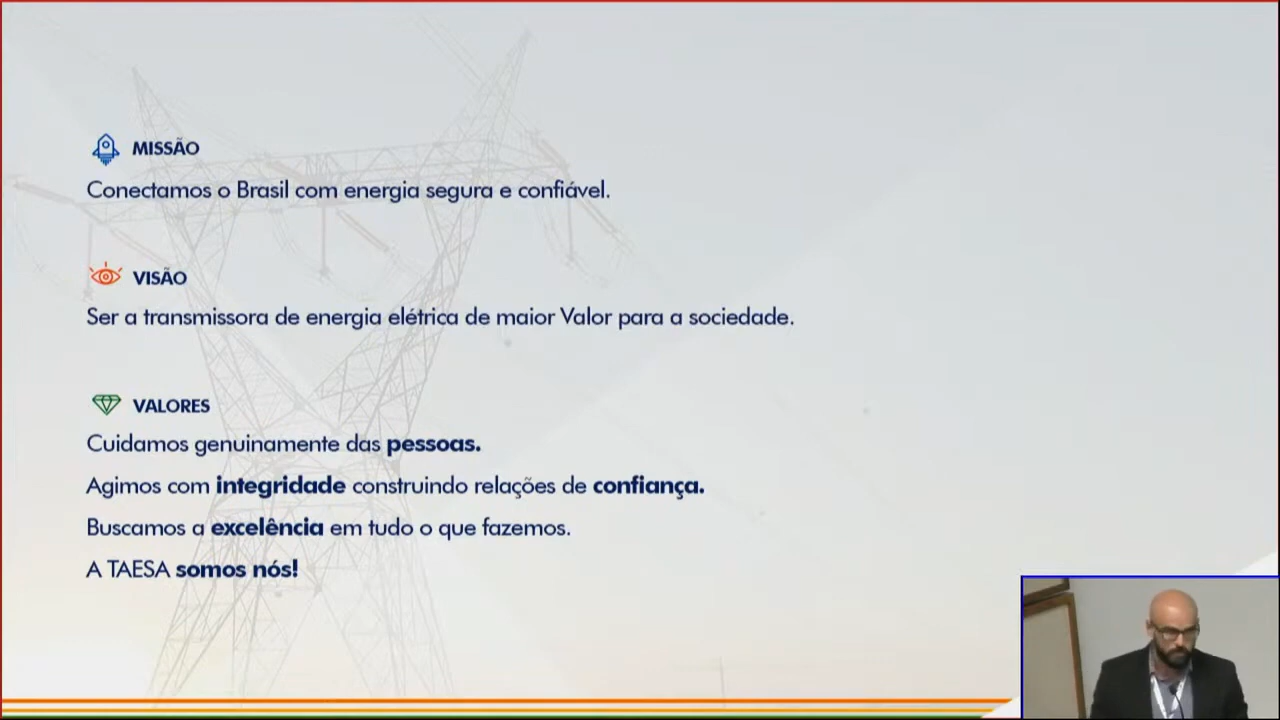 MISSÃO
Conectamos o Brasil com energia segura e confiável.
VISÃO
Ser a transmissora de energia elétrica de maior Valor para a sociedade.
VALORES
Cuidamos genuinamente das pessoas.
Agimos com integridade construindo relações de confiança.
Buscamos a excelência em tudo o que fazemos.
A TAESA somos nós!